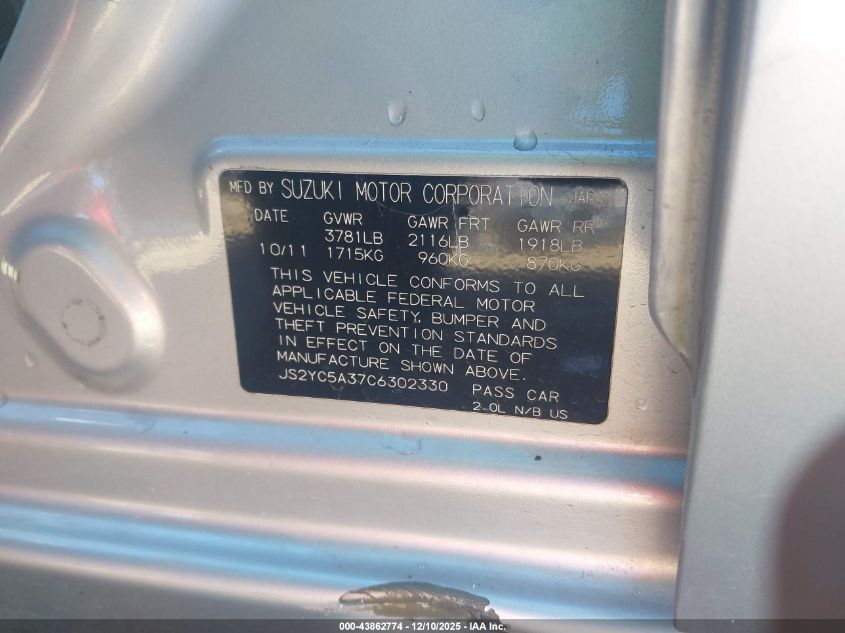 MFD BY SUZUKI MOTOR CORPORATION JAPAN
DATE GVWR GAWR FRT GAWR RR
3781LB 2116LB 1918LB
10/11 1715KG 960KG 870KG
THIS VEHICLE CONFORMS TO ALL
APPLICABLE FEDERAL MOTOR
VEHICLE SAFETY, BUMPER AND
THEFT PREVENTION STANDARDS
IN EFFECT ON THE DATE OF
MANUFACTURE SHOWN ABOVE.
JS2YC5A37C6302330 PASS CAR
2.0L N/B US
000-43862774 - 12/10/2025 - IAA Inc.